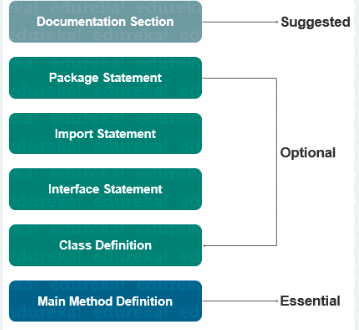 Documentation Section
Suggested
Package Statement
Import Statement
Optional
Interface Statement
Class Definition
Main Method Definition
Essential